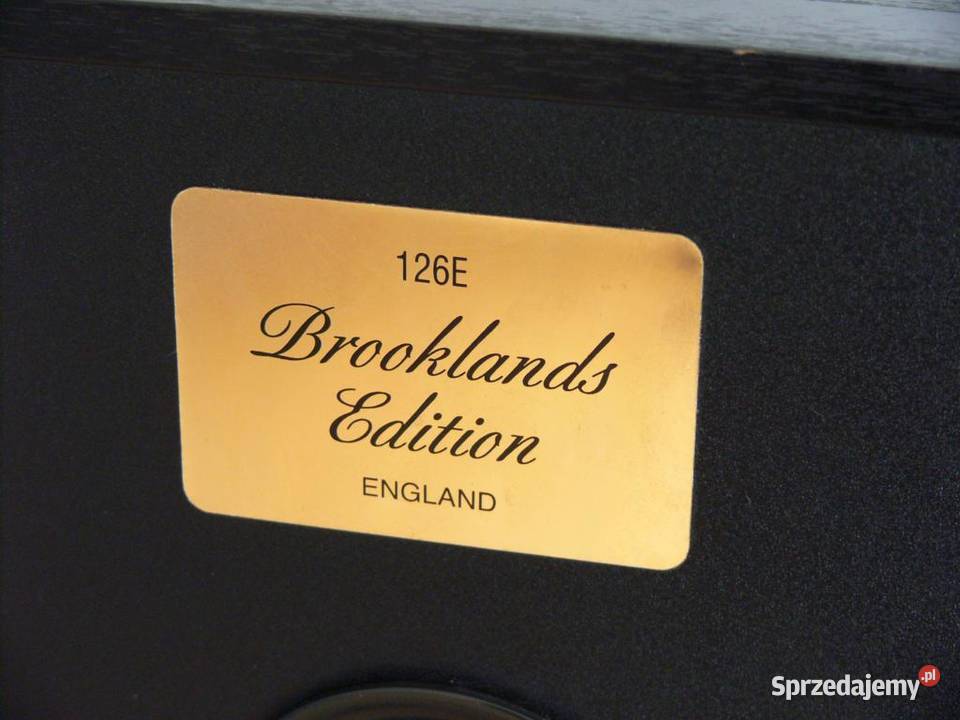 126E
Brooklands
Edition
ENGLAND
Sprzedajemy.pl